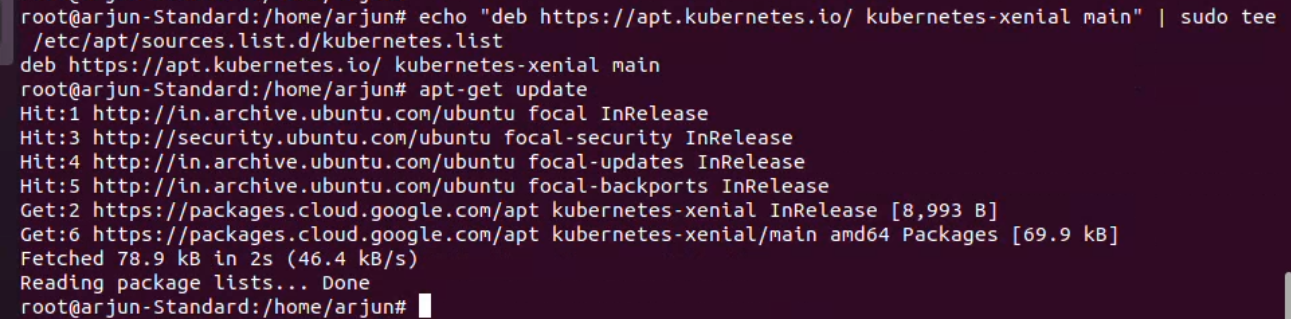 root@arjun-Standard:/home/arjun# echo "deb https://apt.kubernetes.io/ kubernetes-xenial main" | sudo tee
/etc/apt/sources.list.d/kubernetes.list
deb https://apt.kubernetes.io/ kubernetes-xenial main
root@arjun-Standard:/home/arjun# apt-get update
Hit:1 http://in.archive.ubuntu.com/ubuntu focal InRelease
Hit:3 http://security.ubuntu.com/ubuntu focal-security InRelease
Hit:4 http://in.archive.ubuntu.com/ubuntu focal-updates InRelease
Hit:5 http://in.archive.ubuntu.com/ubuntu focal-backports InRelease
Get:2 https://packages.cloud.google.com/apt kubernetes-xenial InRelease [8,993 B]
Get:6 https://packages.cloud.google.com/apt kubernetes-xenial/main amd64 Packages [69.9 kB]
Fetched 78.9 kB in 2s (46.4 kB/s)
Reading package lists... Done
root@arjun-Standard:/home/arjun#